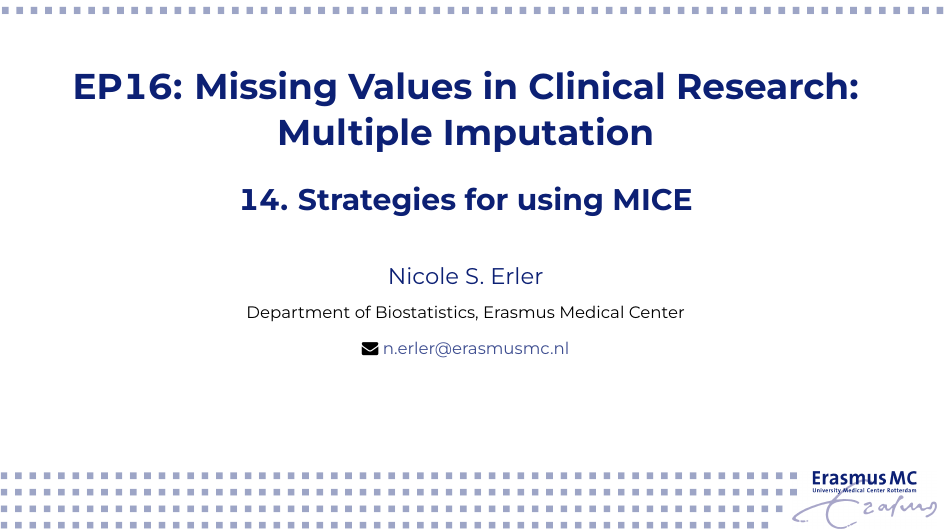 EP16: Missing Values in Clinical Research:
Multiple Imputation
14. Strategies for using MICE
Nicole S. Erler
Department of Biostatistics, Erasmus Medical Center
n.erler@erasmusmc.nl
Erasmus MC
University Medical Center Rotterdam
Erasmus